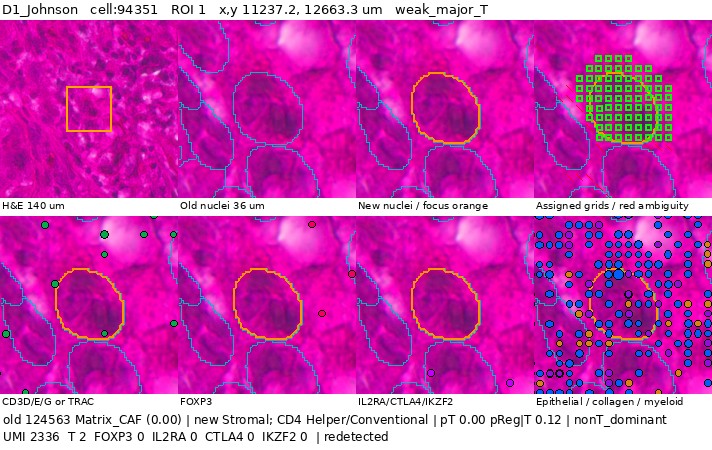 D1_Johnson cell:94351 ROI 1 x,y 11237.2, 12663.3 um weak_major_T
H&E 140 um
Old nuclei 36 um
New nuclei / focus orange
Assigned grids / red ambiguity
CD3D/E/G or TRAC
FOXP3
IL2RA/CTLA4/IKZF2
Epithelial / collagen / myeloid
old 124563 Matrix_CAF (0.00) | new Stromal; CD4 Helper/Conventional | pT 0.00 pReg|T 0.12 | nonT_dominant
UMI 2336 T 2 FOXP3 0 IL2RA 0 CTLA4 0 IKZF2 0 | redetected